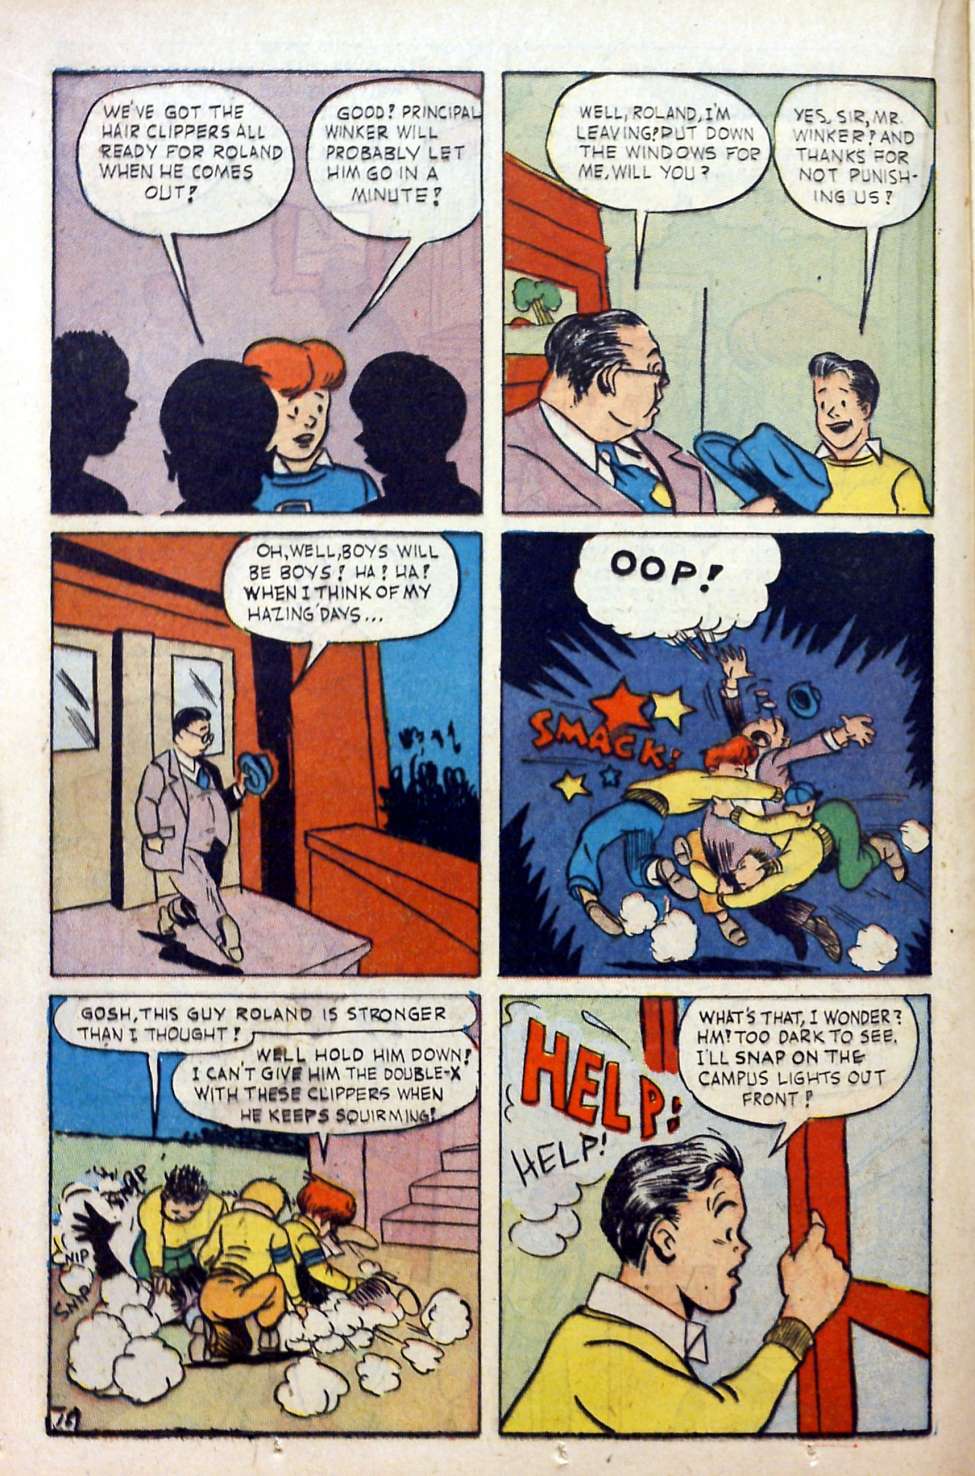 WE'VE GOT THE
HAIR CLIPPERS ALL
READY FOR ROLAND
WHEN HE COMES
OUT!
GOOD! PRINCIPAL
WINKER WILL
PROBABLY LET
HIM GO IN A
MINUTE!
WELL, ROLAND, I'M
LEAVING! PUT DOWN
THE WINDOWS FOR
ME, WILL YOU?
YES, SIR, MR.
WINKER! AND
THANKS FOR
NOT PUNISH-
ING US!
OH, WELL, BOYS WILL
BE BOYS! HA! HA!
WHEN I THINK OF MY
HAZING DAYS...
OOP!
SMACK!
GOSH, THIS GUY ROLAND IS STRONGER
THAN I THOUGHT!
WELL HOLD HIM DOWN!
I CAN'T GIVE HIM THE DOUBLE-X
WITH THESE CLIPPERS WHEN
HE KEEPS SQUIRMING!
SNIP
SNIP
SNIP
HELP!
HELP!
WHAT'S THAT, I WONDER?
HM! TOO DARK TO SEE.
I'LL SNAP ON THE
CAMPUS LIGHTS OUT
FRONT!